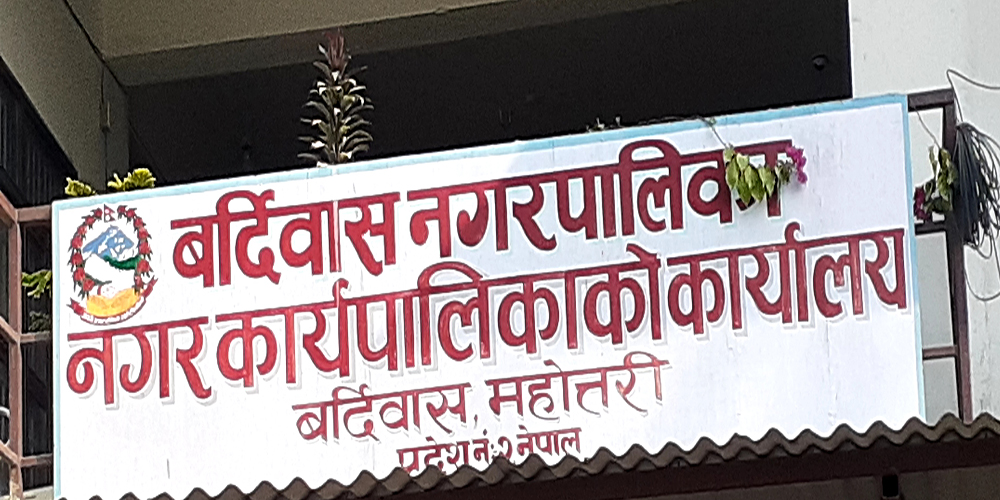 बर्दिवास नगरपालिका
नगर कार्यपालिकाको कार्यालय
बर्दिवास, महोत्तरी
प्रदेश नं.२ नेपाल